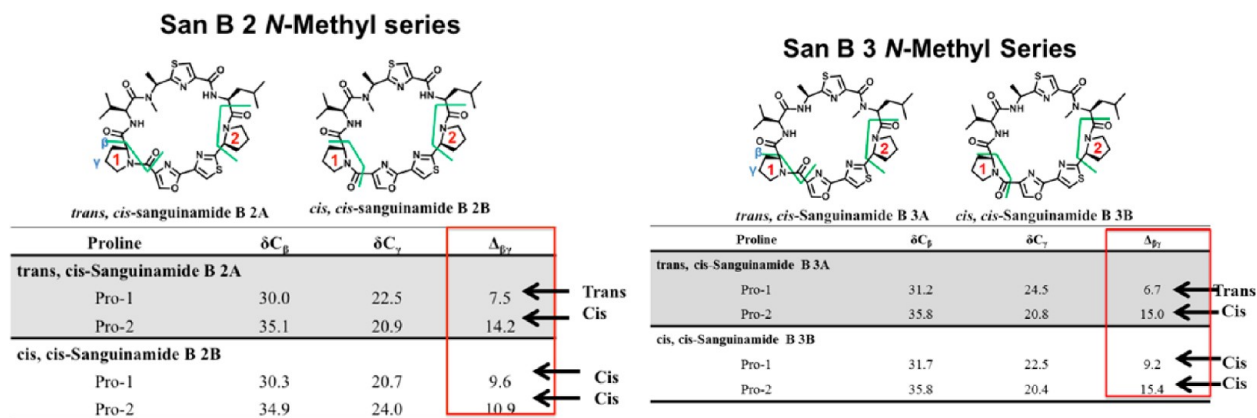 San B 2 N-Methyl series
trans, cis-sanguinamide B 2A
cis, cis-sanguinamide B 2B
Proline δCβ δCγ Δβγ
trans, cis-Sanguinamide B 2A
Pro-1 30.0 22.5 7.5 Trans
Pro-2 35.1 20.9 14.2 Cis
cis, cis-Sanguinamide B 2B
Pro-1 30.3 20.7 9.6 Cis
Pro-2 34.9 24.0 10.9 Cis
San B 3 N-Methyl Series
trans, cis-Sanguinamide B 3A
cis, cis-Sanguinamide B 3B
Proline δCβ δCγ Δβγ
trans, cis-Sanguinamide B 3A
Pro-1 31.2 24.5 6.7 Trans
Pro-2 35.8 20.8 15.0 Cis
cis, cis-Sanguinamide B 3B
Pro-1 31.7 22.5 9.2 Cis
Pro-2 35.8 20.4 15.4 Cis